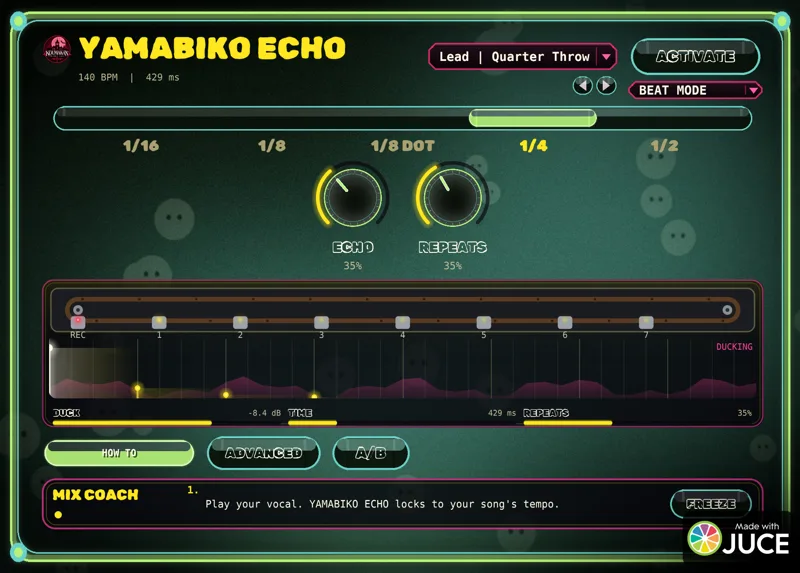 YAMABIKO ECHO
140 BPM | 429 ms
Lead | Quarter Throw
ACTIVATE
BEAT MODE
1/16 1/8 1/8 DOT 1/4 1/2
ECHO REPEATS
35% 35%
REC 1 2 3 4 5 6 7
DUCKING
DUCK -8.4 dB TIME 429 ms REPEATS 35%
HOW TO ADVANCED A/B
MIX COACH
1.
Play your vocal. YAMABIKO ECHO locks to your song's tempo.
FREEZE
Made with
JUCE